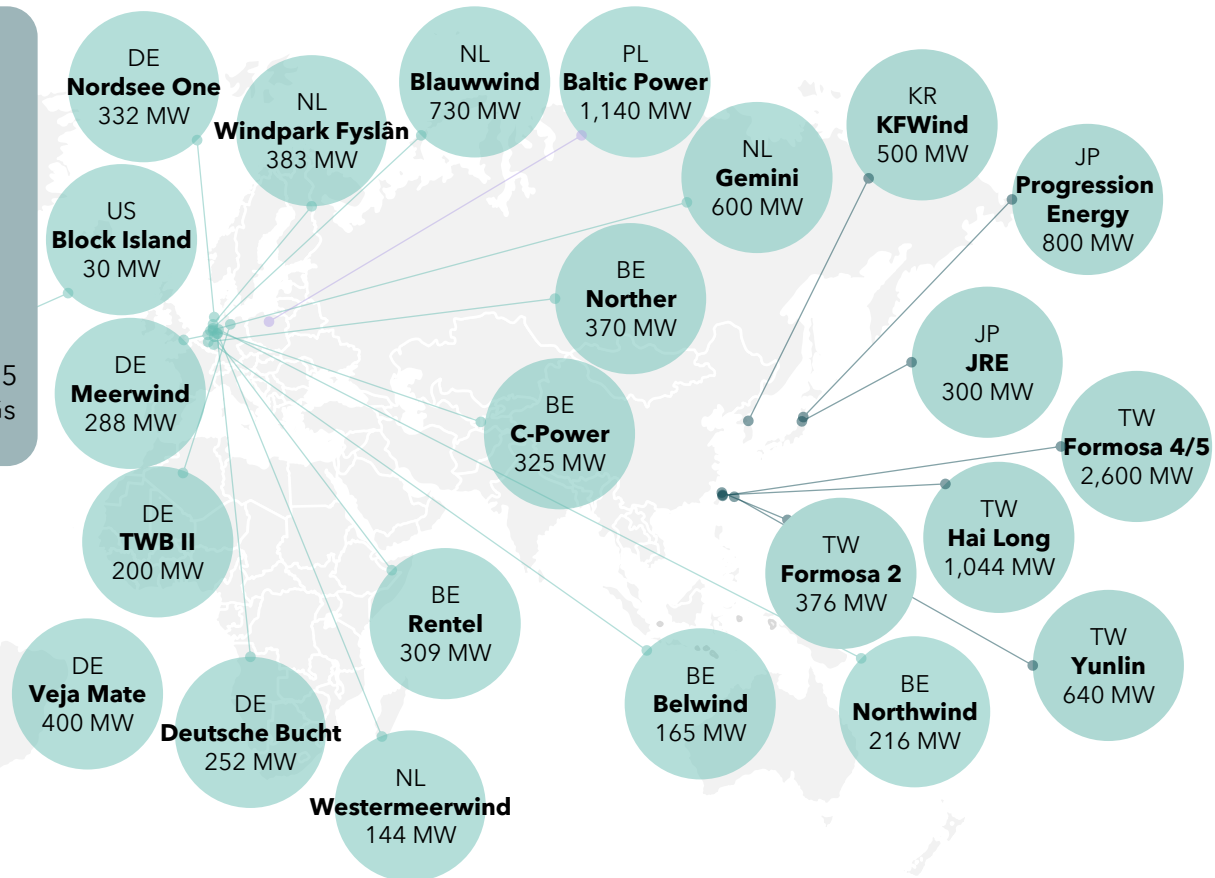 DE
Nordsee One
332 MW
NL
Windpark Fyslân
383 MW
NL
Blauwwind
730 MW
PL
Baltic Power
1,140 MW
KR
KFWind
500 MW
NL
Gemini
600 MW
JP
Progression
Energy
800 MW
US
Block Island
30 MW
BE
Norther
370 MW
DE
Meerwind
288 MW
5
s
BE
C-Power
325 MW
JP
JRE
300 MW
TW
Formosa 4/5
2,600 MW
DE
TWB II
200 MW
TW
Formosa 2
376 MW
TW
Hai Long
1,044 MW
BE
Rentel
309 MW
TW
Yunlin
640 MW
DE
Veja Mate
400 MW
DE
Deutsche Bucht
252 MW
BE
Belwind
165 MW
BE
Northwind
216 MW
NL
Westermeerwind
144 MW